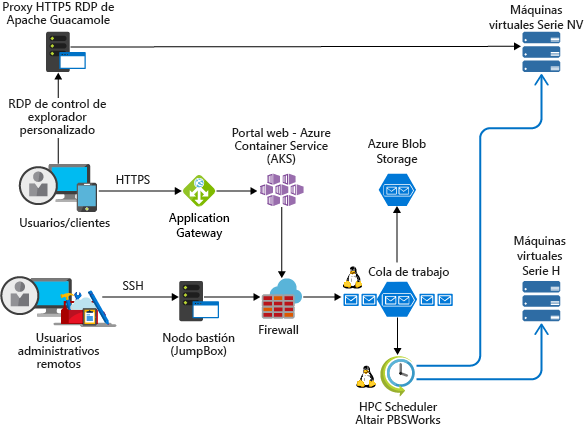 Proxy HTTP5 RDP de
Apache Guacamole
Máquinas
virtuales Serie NV
RDP de control de
explorador
personalizado
Portal web - Azure
Container Service
(AKS)
Azure Blob
Storage
HTTPS
Usuarios/clientes
Application
Gateway
Máquinas
virtuales
Serie H
SSH
Cola de trabajo
Usuarios
administrativos
remotos
Nodo bastión
(JumpBox)
Firewall
HPC Scheduler
Altair PBSWorks